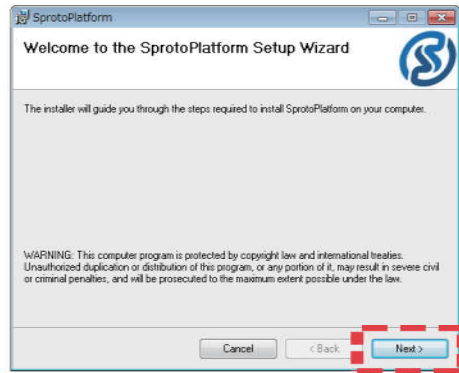 SprotoPlatform
Welcome to the SprotoPlatform Setup Wizard
The installer will guide you through the steps required to install SprotoPlatform on your computer.
WARNING: This computer program is protected by copyright law and international treaties.
Unauthorized duplication or distribution of this program, or any portion of it, may result in severe civil
or criminal penalties, and will be prosecuted to the maximum extent possible under the law.
Cancel < Back Next >